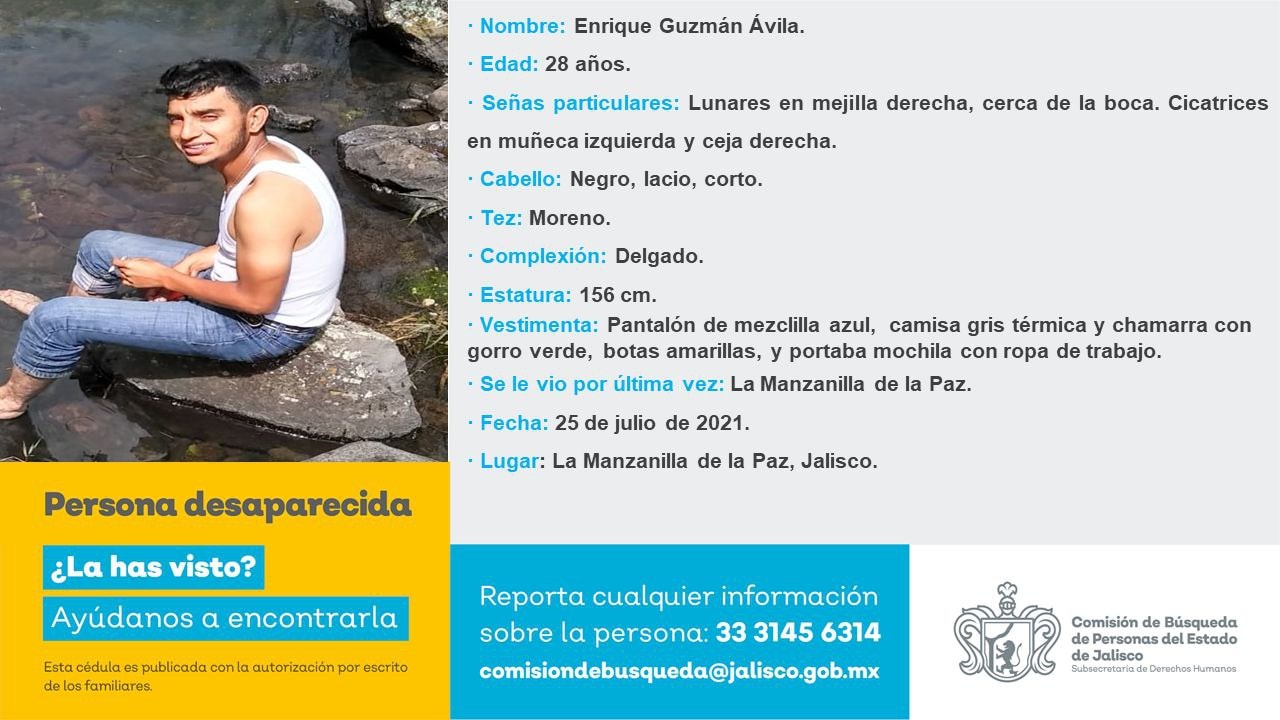 · Nombre: Enrique Guzmán Ávila.
· Edad: 28 años.
· Señas particulares: Lunares en mejilla derecha, cerca de la boca. Cicatrices
en muñeca izquierda y ceja derecha.
· Cabello: Negro, lacio, corto.
· Tez: Moreno.
· Complexión: Delgado.
· Estatura: 156 cm.
· Vestimenta: Pantalón de mezclilla azul, camisa gris térmica y chamarra con
gorro verde, botas amarillas, y portaba mochila con ropa de trabajo.
· Se le vio por última vez: La Manzanilla de la Paz.
· Fecha: 25 de julio de 2021.
· Lugar: La Manzanilla de la Paz, Jalisco.
Persona desaparecida
¿La has visto?
Ayúdanos a encontrarla
Esta cédula es publicada con la autorización por escrito
de los familiares.
Reporta cualquier información
sobre la persona: 33 3145 6314
comisiondebusqueda@jalisco.gob.mx
Comisión de Búsqueda
de Personas del Estado
de Jalisco
Subsecretaría de Derechos Humanos